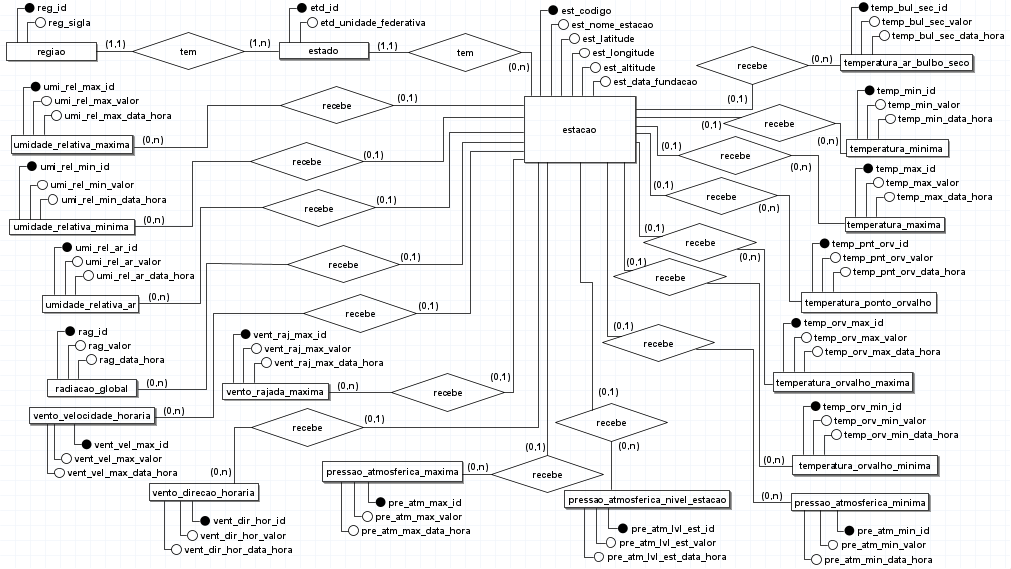 reg_id
reg_sigla
regiao
(1,1)
tem
(1,n)
etd_id
etd_unidade_federativa
estado
(1,1)
tem
(0,n)
est_codigo
est_nome_estacao
est_latitude
est_longitude
est_altitude
est_data_fundacao
estacao
temp_bul_sec_id
temp_bul_sec_valor
temp_bul_sec_data_hora
temperatura_ar_bulbo_seco
(0,n)
recebe
(0,1)
umi_rel_max_id
umi_rel_max_valor
umi_rel_max_data_hora
umidade_relativa_maxima
(0,n)
recebe
(0,1)
temp_min_id
temp_min_valor
temp_min_data_hora
temperatura_minima
(0,n)
recebe
(0,1)
umi_rel_min_id
umi_rel_min_valor
umi_rel_min_data_hora
umidade_relativa_minima
(0,n)
recebe
(0,1)
temp_max_id
temp_max_valor
temp_max_data_hora
temperatura_maxima
(0,n)
recebe
(0,1)
umi_rel_ar_id
umi_rel_ar_valor
umi_rel_ar_data_hora
umidade_relativa_ar
(0,n)
recebe
(0,1)
temp_pnt_orv_id
temp_pnt_orv_valor
temp_pnt_orv_data_hora
temperatura_ponto_orvalho
(0,n)
recebe
(0,1)
rag_id
rag_valor
rag_data_hora
radiacao_global
(0,n)
recebe
(0,1)
temp_orv_max_id
temp_orv_max_valor
temp_orv_max_data_hora
temperatura_orvalho_maxima
(0,n)
recebe
(0,1)
vento_velocidade_horaria
vent_vel_max_id
vent_vel_max_valor
vent_vel_max_data_hora
(0,n)
recebe
(0,1)
vent_raj_max_id
vent_raj_max_valor
vent_raj_max_data_hora
vento_rajada_maxima
(0,n)
recebe
(0,1)
temp_orv_min_id
temp_orv_min_valor
temp_orv_min_data_hora
temperatura_orvalho_minima
(0,n)
recebe
(0,1)
vento_direcao_horaria
vent_dir_hor_id
vent_dir_hor_valor
vent_dir_hor_data_hora
(0,n)
recebe
(0,1)
pressao_atmosferica_maxima
pre_atm_max_id
pre_atm_max_valor
pre_atm_max_data_hora
(0,n)
recebe
(0,1)
pressao_atmosferica_nivel_estacao
pre_atm_lvl_est_id
pre_atm_lvl_est_valor
pre_atm_lvl_est_data_hora
(0,n)
recebe
(0,1)
pressao_atmosferica_minima
pre_atm_min_id
pre_atm_min_valor
pre_atm_min_data_hora
(0,n)
recebe